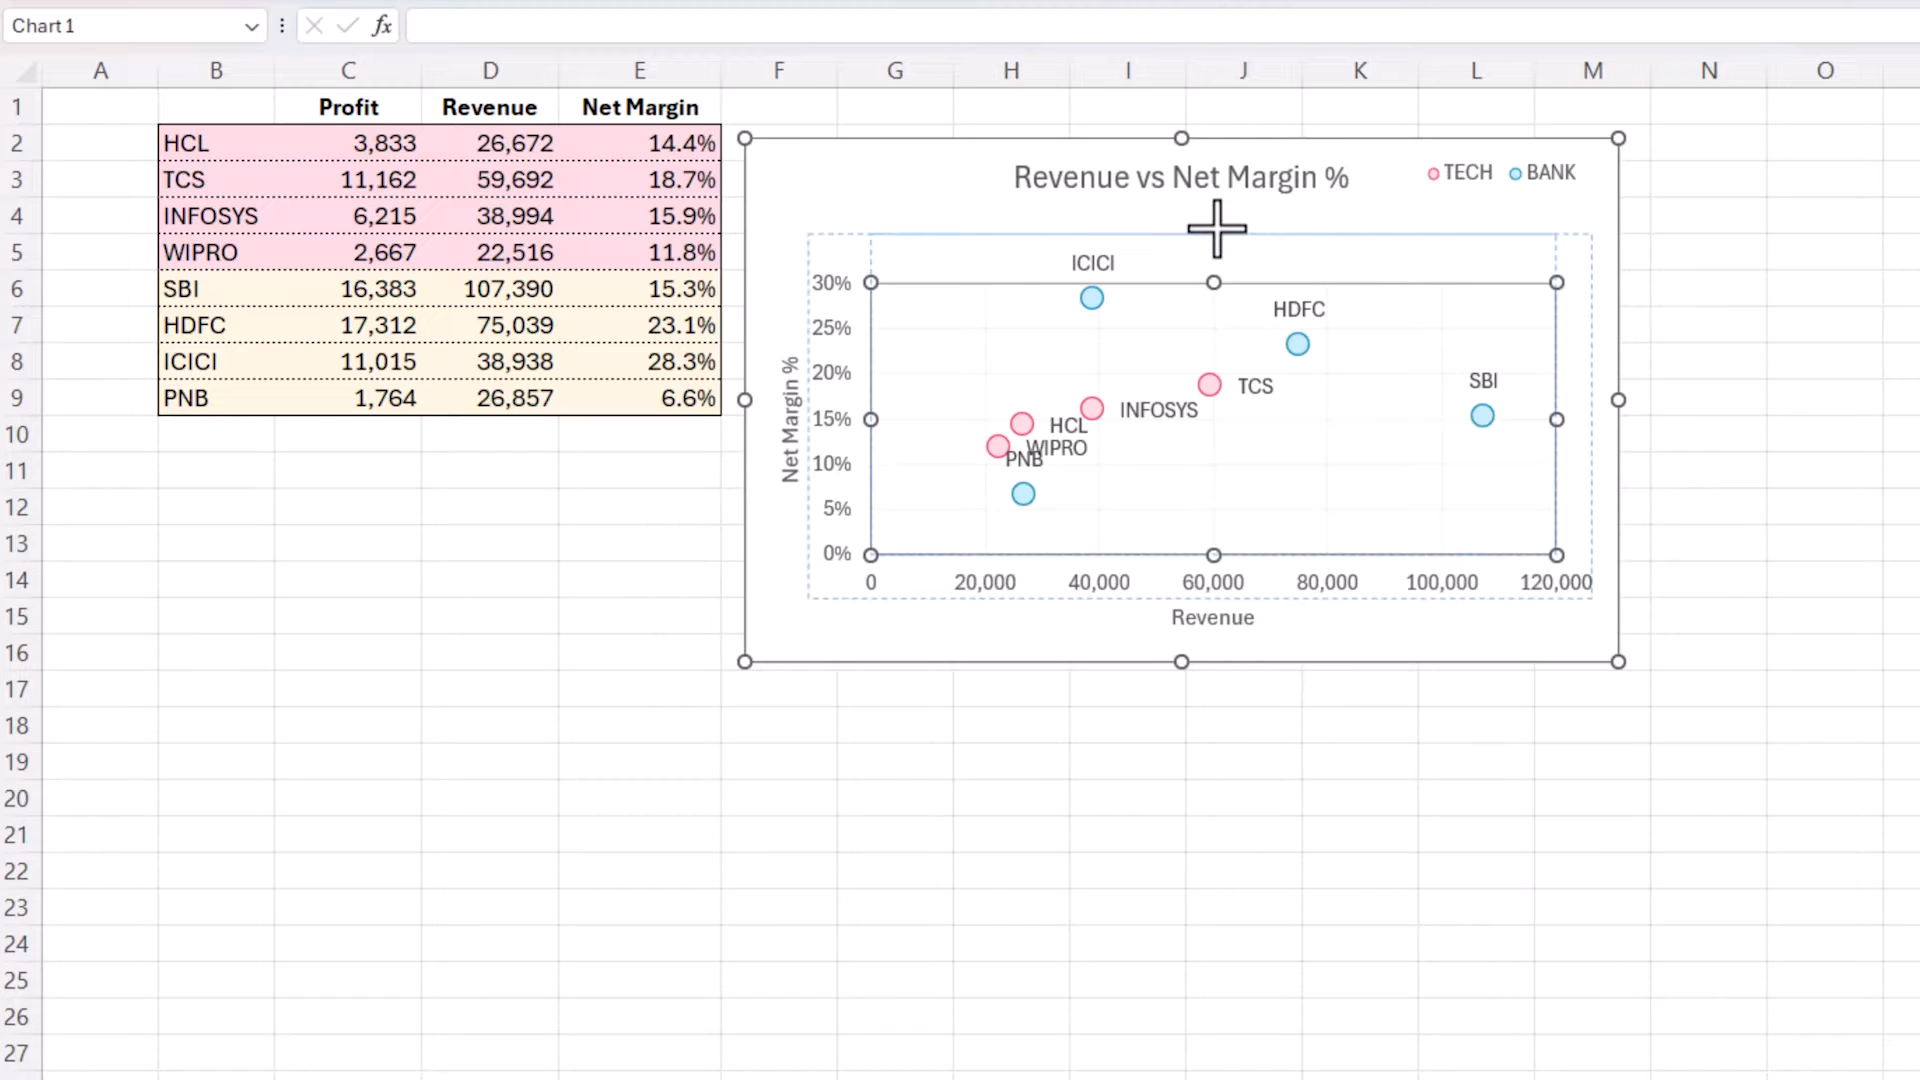 Chart 1
fx
A B C D E F G H I J K L M N O
1 Profit Revenue Net Margin
2 HCL 3,833 26,672 14.4%
3 TCS 11,162 59,692 18.7%
4 INFOSYS 6,215 38,994 15.9%
5 WIPRO 2,667 22,516 11.8%
6 SBI 16,383 107,390 15.3%
7 HDFC 17,312 75,039 23.1%
8 ICICI 11,015 38,938 28.3%
9 PNB 1,764 26,857 6.6%
10
11
12
13
14
15
16
17
18
19
20
21
22
23
24
25
26
27
Revenue vs Net Margin %
TECH BANK
ICICI
30%
HDFC
25%
20%
SBI
TCS
INFOSYS
15%
HCL
WIPRO
PNB
10%
5%
0%
Net Margin %
0 20,000 40,000 60,000 80,000 100,000 120,000
Revenue